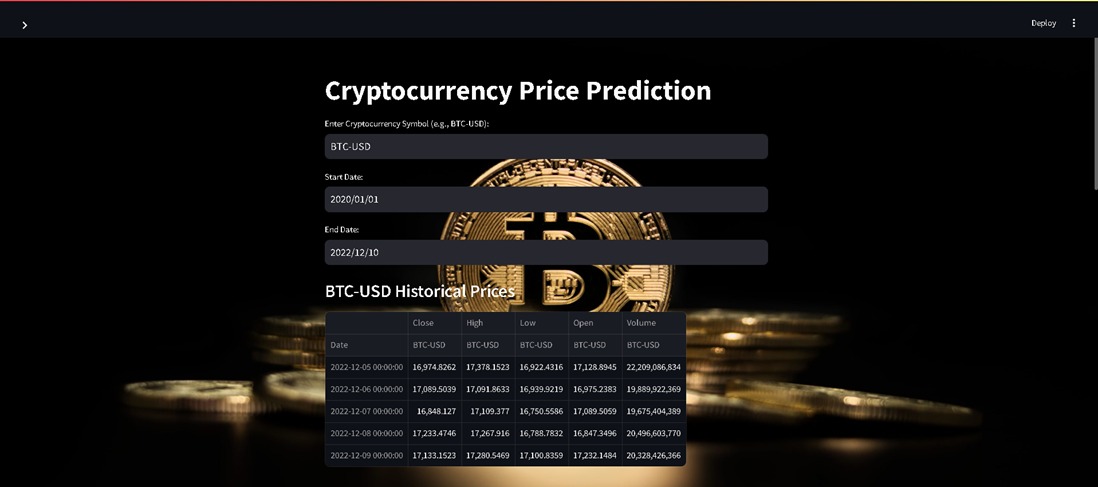 Deploy
Cryptocurrency Price Prediction
Enter Cryptocurrency Symbol (e.g., BTC-USD):
BTC-USD
Start Date:
2020/01/01
End Date:
2022/12/10
BTC-USD Historical Prices
Close High Low Open Volume
Date BTC-USD BTC-USD BTC-USD BTC-USD BTC-USD
2022-12-05 00:00:00 16,974.8262 17,378.1523 16,922.4316 17,128.8945 22,209,086,834
2022-12-06 00:00:00 17,089.5039 17,091.8633 16,939.9219 16,975.2383 19,889,922,369
2022-12-07 00:00:00 16,848.127 17,109.377 16,750.5586 17,089.5059 19,675,404,389
2022-12-08 00:00:00 17,233.4746 17,267.916 16,788.7832 16,847.3496 20,496,603,770
2022-12-09 00:00:00 17,133.1523 17,280.5469 17,100.8359 17,232.1484 20,328,426,366